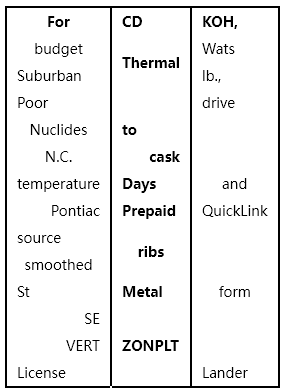 For CD KOH,
budget Thermal Wats
Suburban lb.,
Poor drive
Nuclides to
N.C. cask
temperature Days and
Pontiac Prepaid QuickLink
source ribs
smoothed
St Metal form
SE
VERT ZONPLT
License Lander